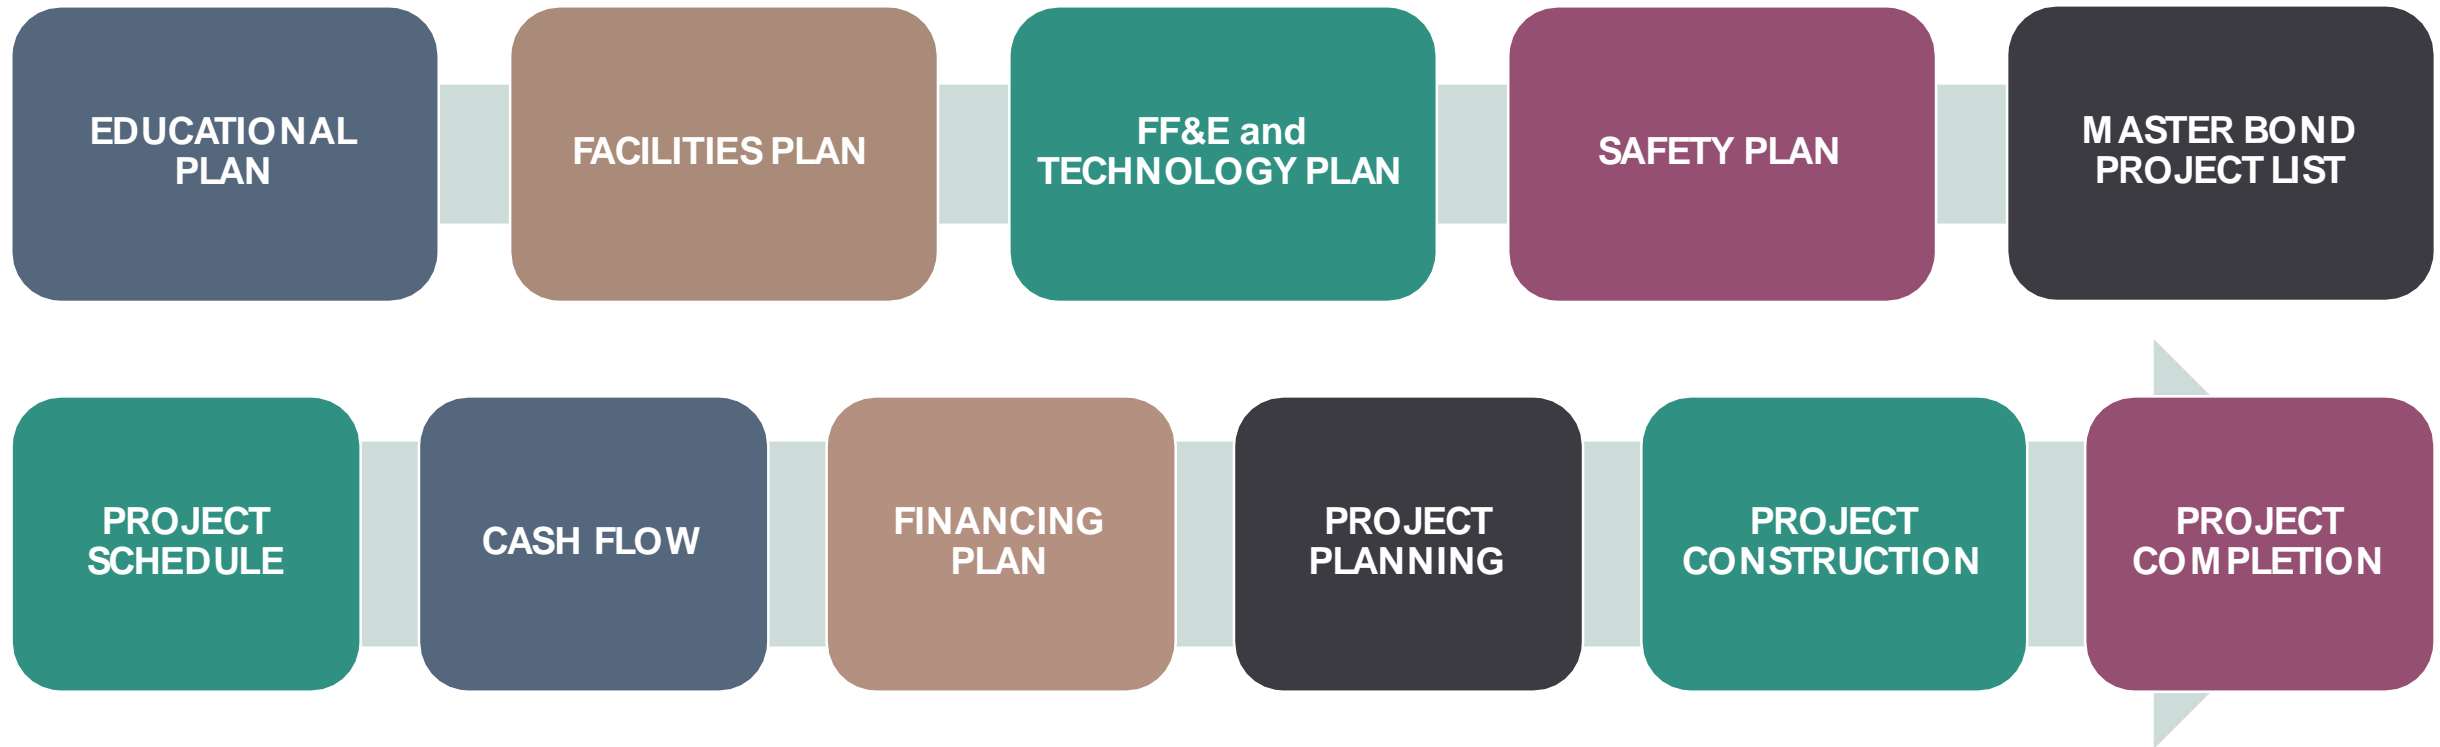 EDUCATIONAL
PLAN
FACILITIES PLAN
FF&E and
TECHNOLOGY PLAN
SAFETY PLAN
MASTER BOND
PROJECT LIST
PROJECT
SCHEDULE
CASH FLOW
FINANCING
PLAN
PROJECT
PLANNING
PROJECT
CONSTRUCTION
PROJECT
COMPLETION